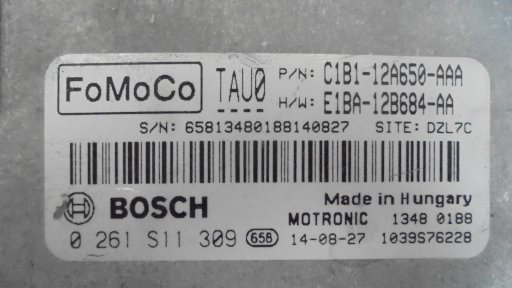 FoMoCo TAU0 P/N: C1B1-12A650-AAA
H/W: E1BA-12B684-AA
S/N: 65813480188140827 SITE: DZL7C
BOSCH Made in Hungary
MOTRONIC 1348 0188
0 261 S11 309 658 14-08-27 1039S76228